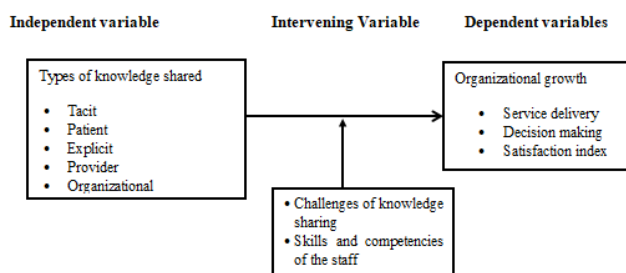 Independent variable
Intervening Variable
Dependent variables
Types of knowledge shared
• Tacit
• Patient
• Explicit
• Provider
• Organizational
Organizational growth
• Service delivery
• Decision making
• Satisfaction index
• Challenges of knowledge
sharing
• Skills and competencies
of the staff